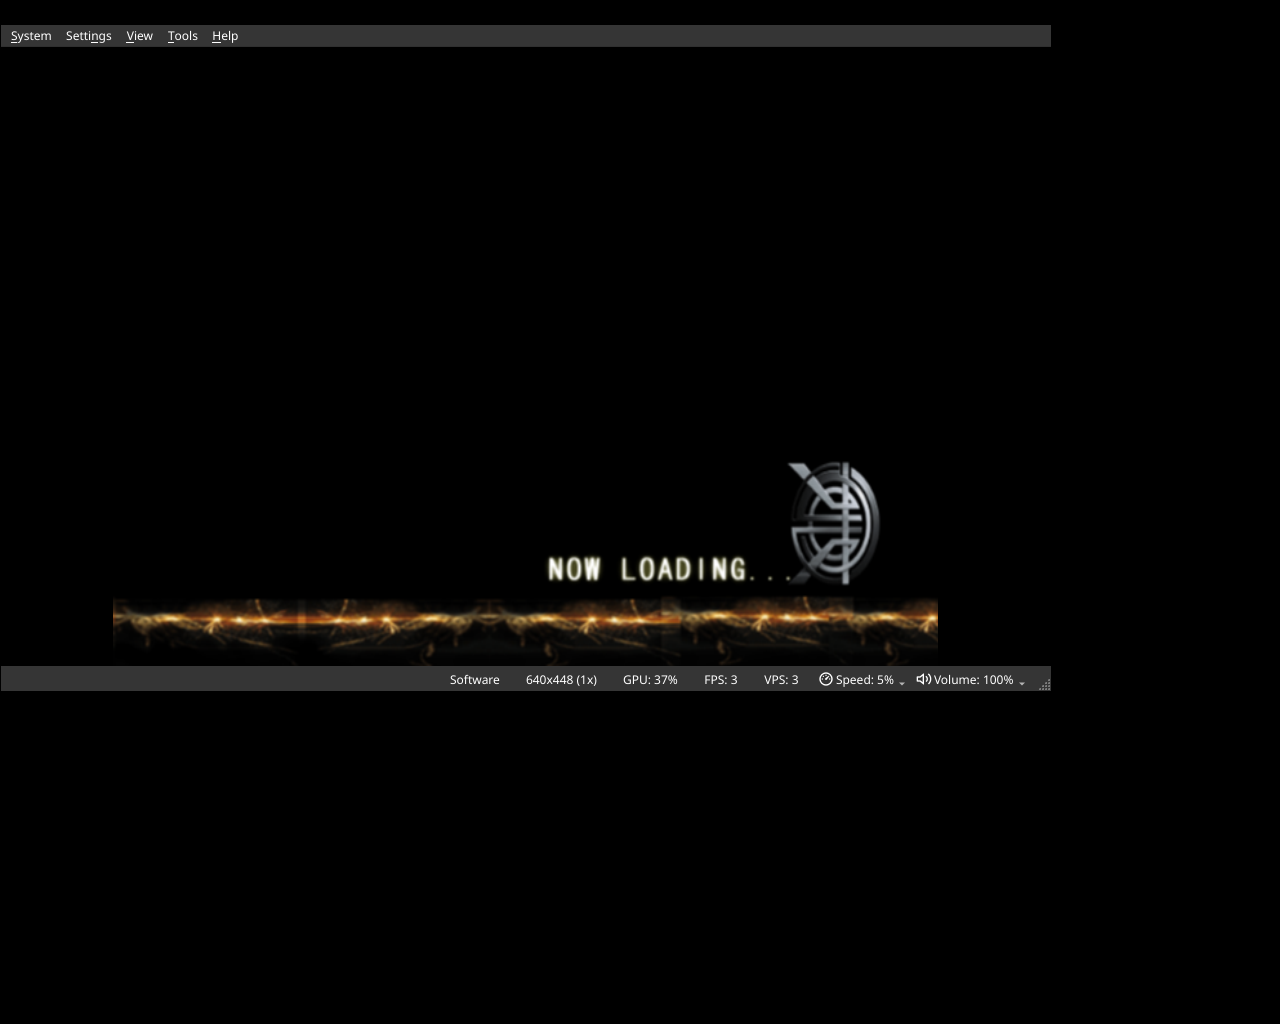 System Settings View Tools Help
NOW LOADING...
Software 640x448 (1x) GPU: 37% FPS: 3 VPS: 3 Speed: 5% Volume: 100%